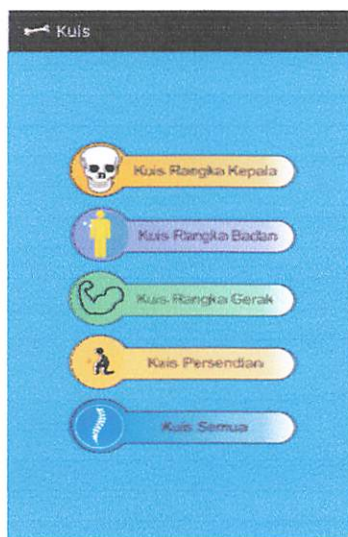 Kuis
Kuis Rangka Kepala
Kuis Rangka Badan
Kuis Rangka Gerak
Kuis Persendian
Kuis Semua